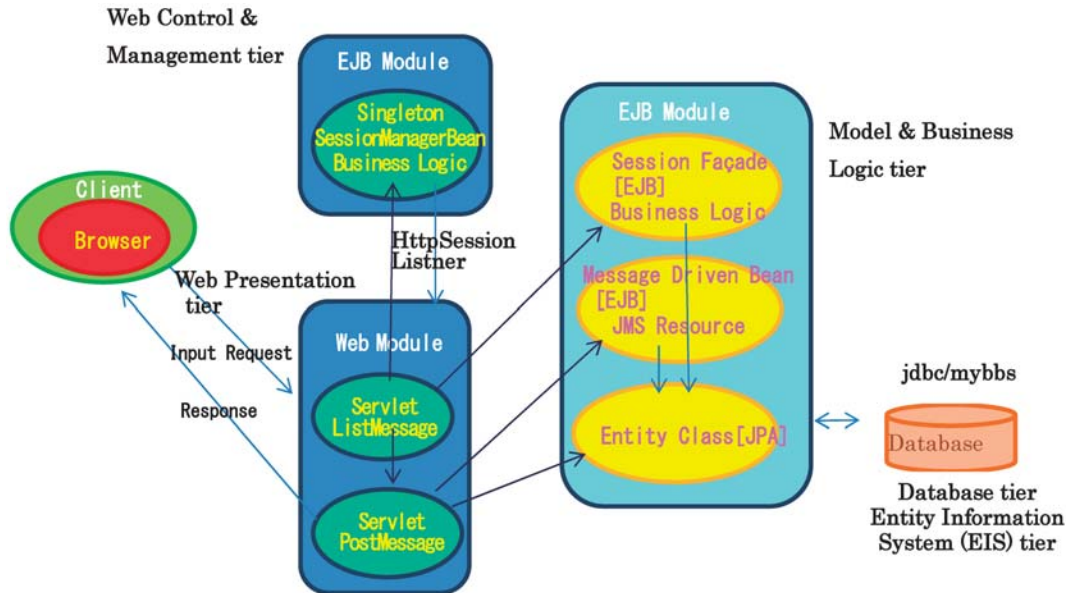 Web Control &
Management tier
EJB Module
Singleton
SessionManagerBean
Business Logic
EJB Module
Session Façade
[EJB]
Business Logic
Model & Business
Logic tier
Client
Browser
HttpSession
Listner
Message Driven Bean
[EJB]
JMS Resource
Web Presentation
tier
Web Module
Input Request
Response
Servlet
ListMessage
Entity Class[JPA]
jdbc/mybbs
Database
Servlet
PostMessage
Database tier
Entity Information
System (EIS) tier